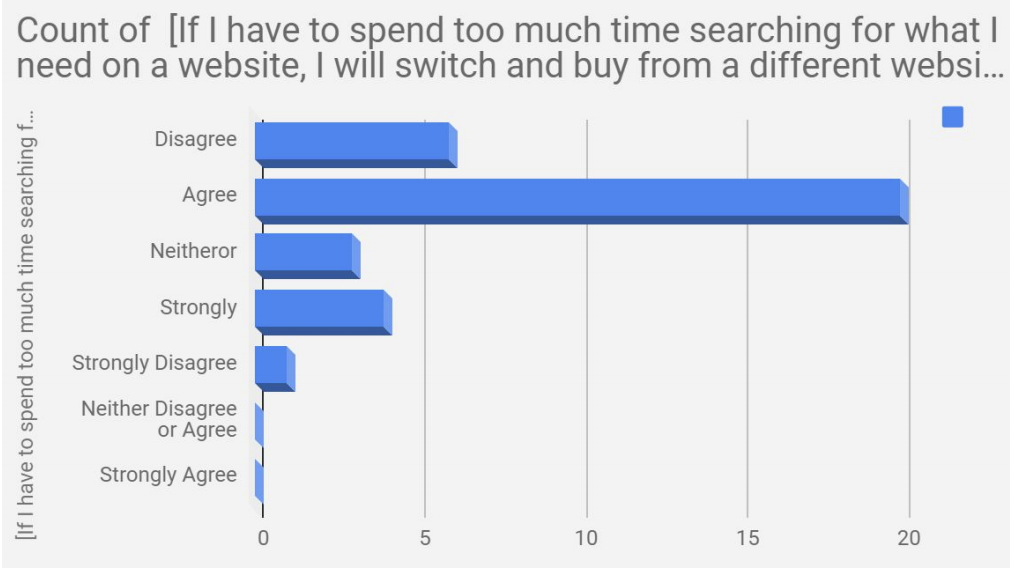 Count of  [If I have to spend too much time searching for what I
need on a website, I will switch and buy from a different websi...
[If I have to spend too much time searching f...
Disagree
Agree
Neitheror
Strongly
Strongly Disagree
Neither Disagree
or Agree
Strongly Agree
0 5 10 15 20